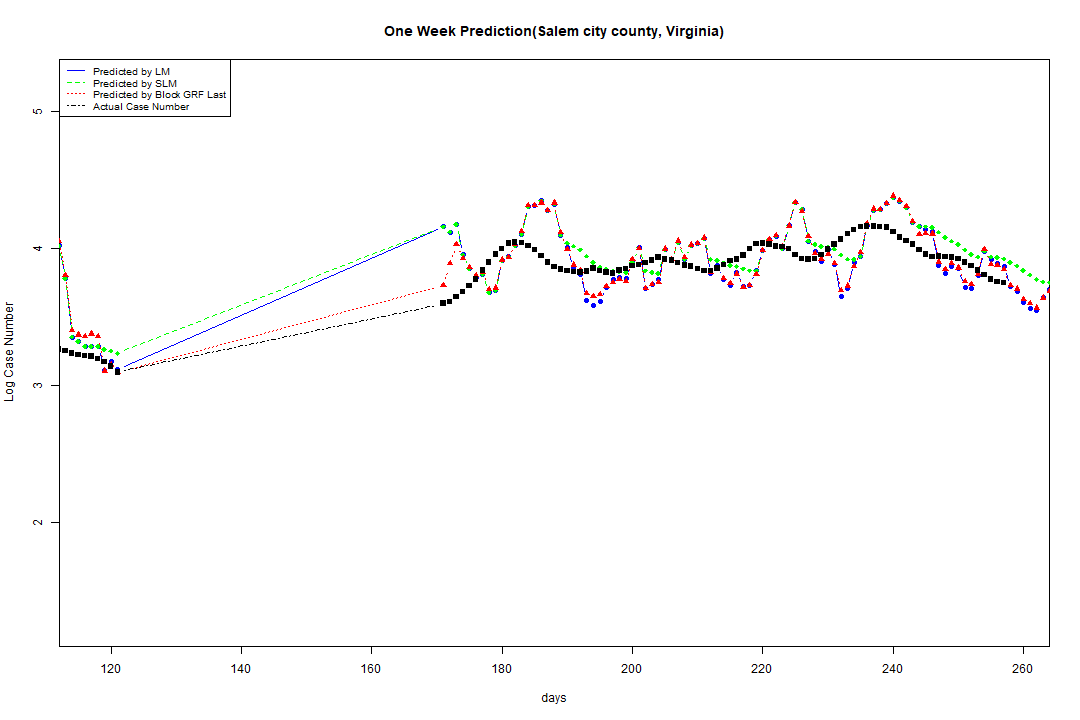 One Week Prediction(Salem city county, Virginia)
Predicted by LM
Predicted by SLM
Predicted by Block GRF Last
Actual Case Number
5
4
3
2
Log Case Number
120 140 160 180 200 220 240 260
days